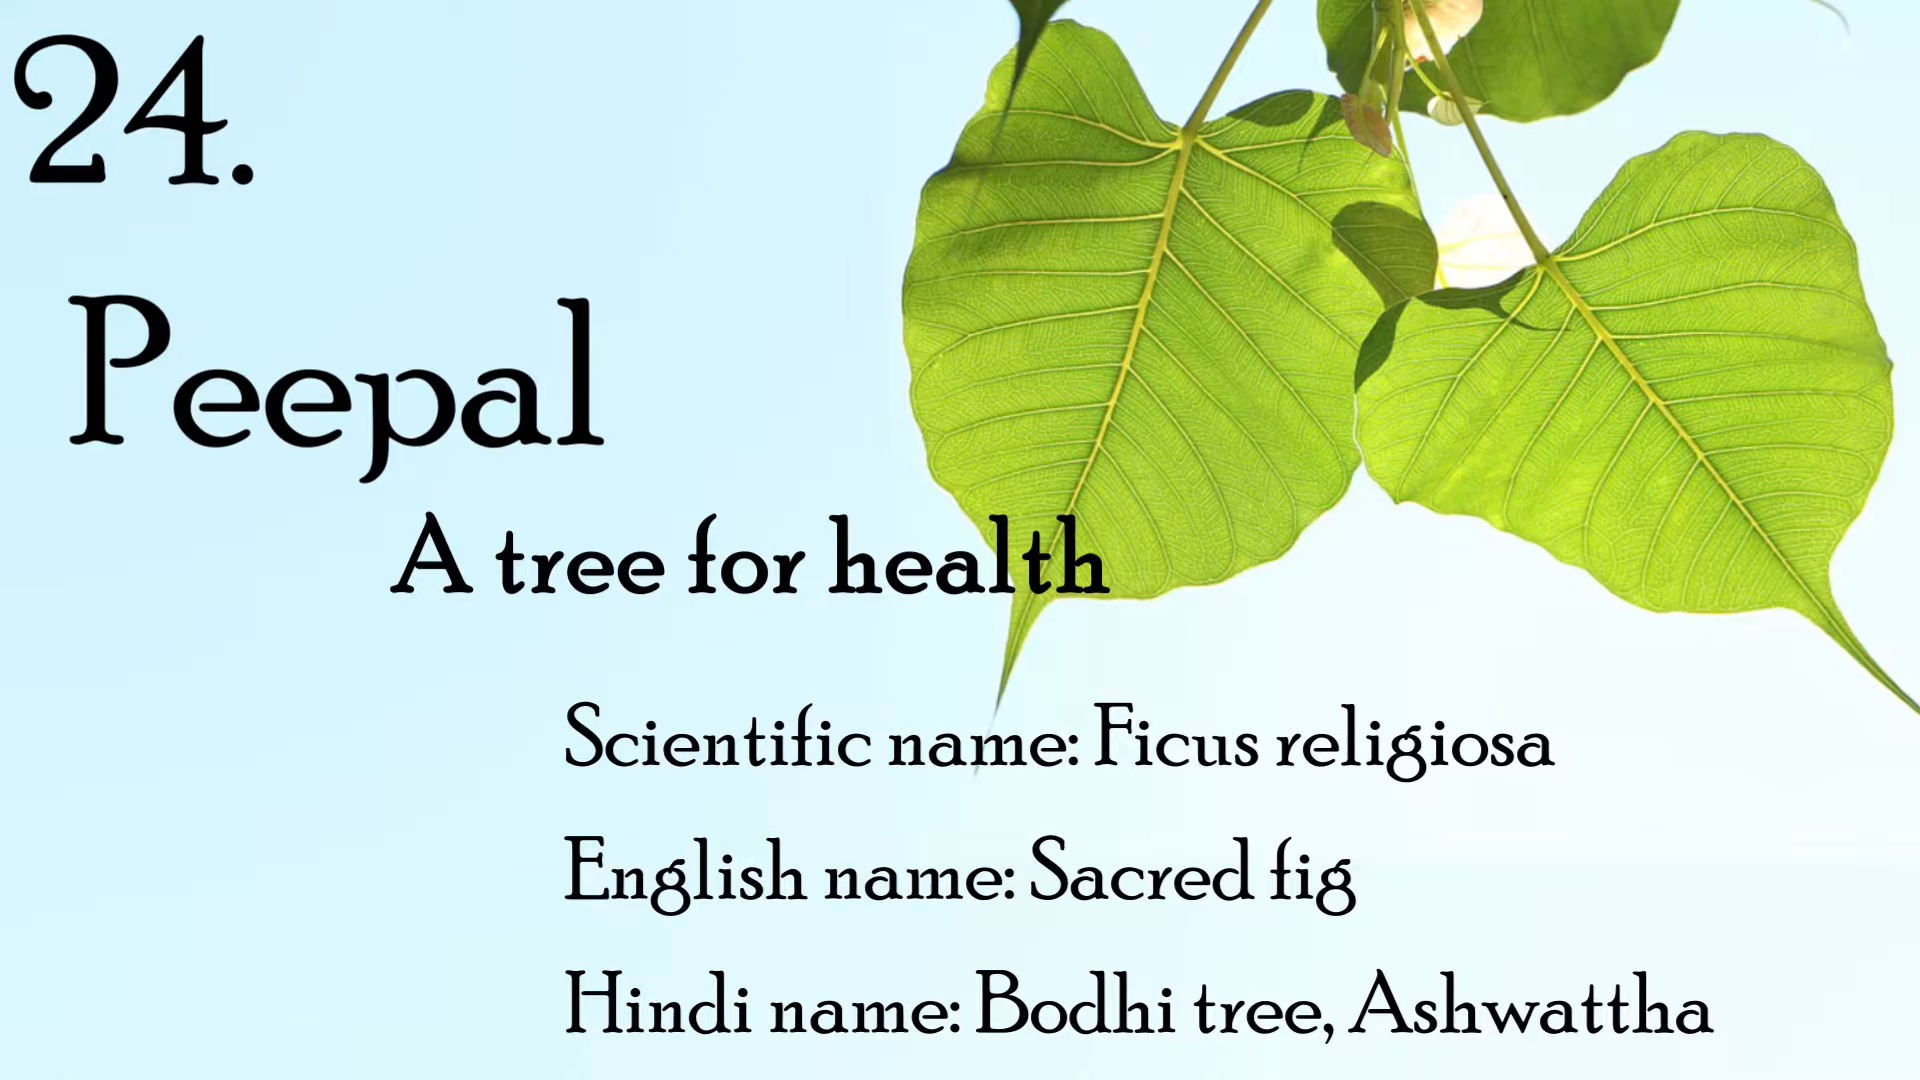 24.
Peepal
A tree for health
Scientific name: Ficus religiosa
English name: Sacred fig
Hindi name: Bodhi tree, Ashwattha